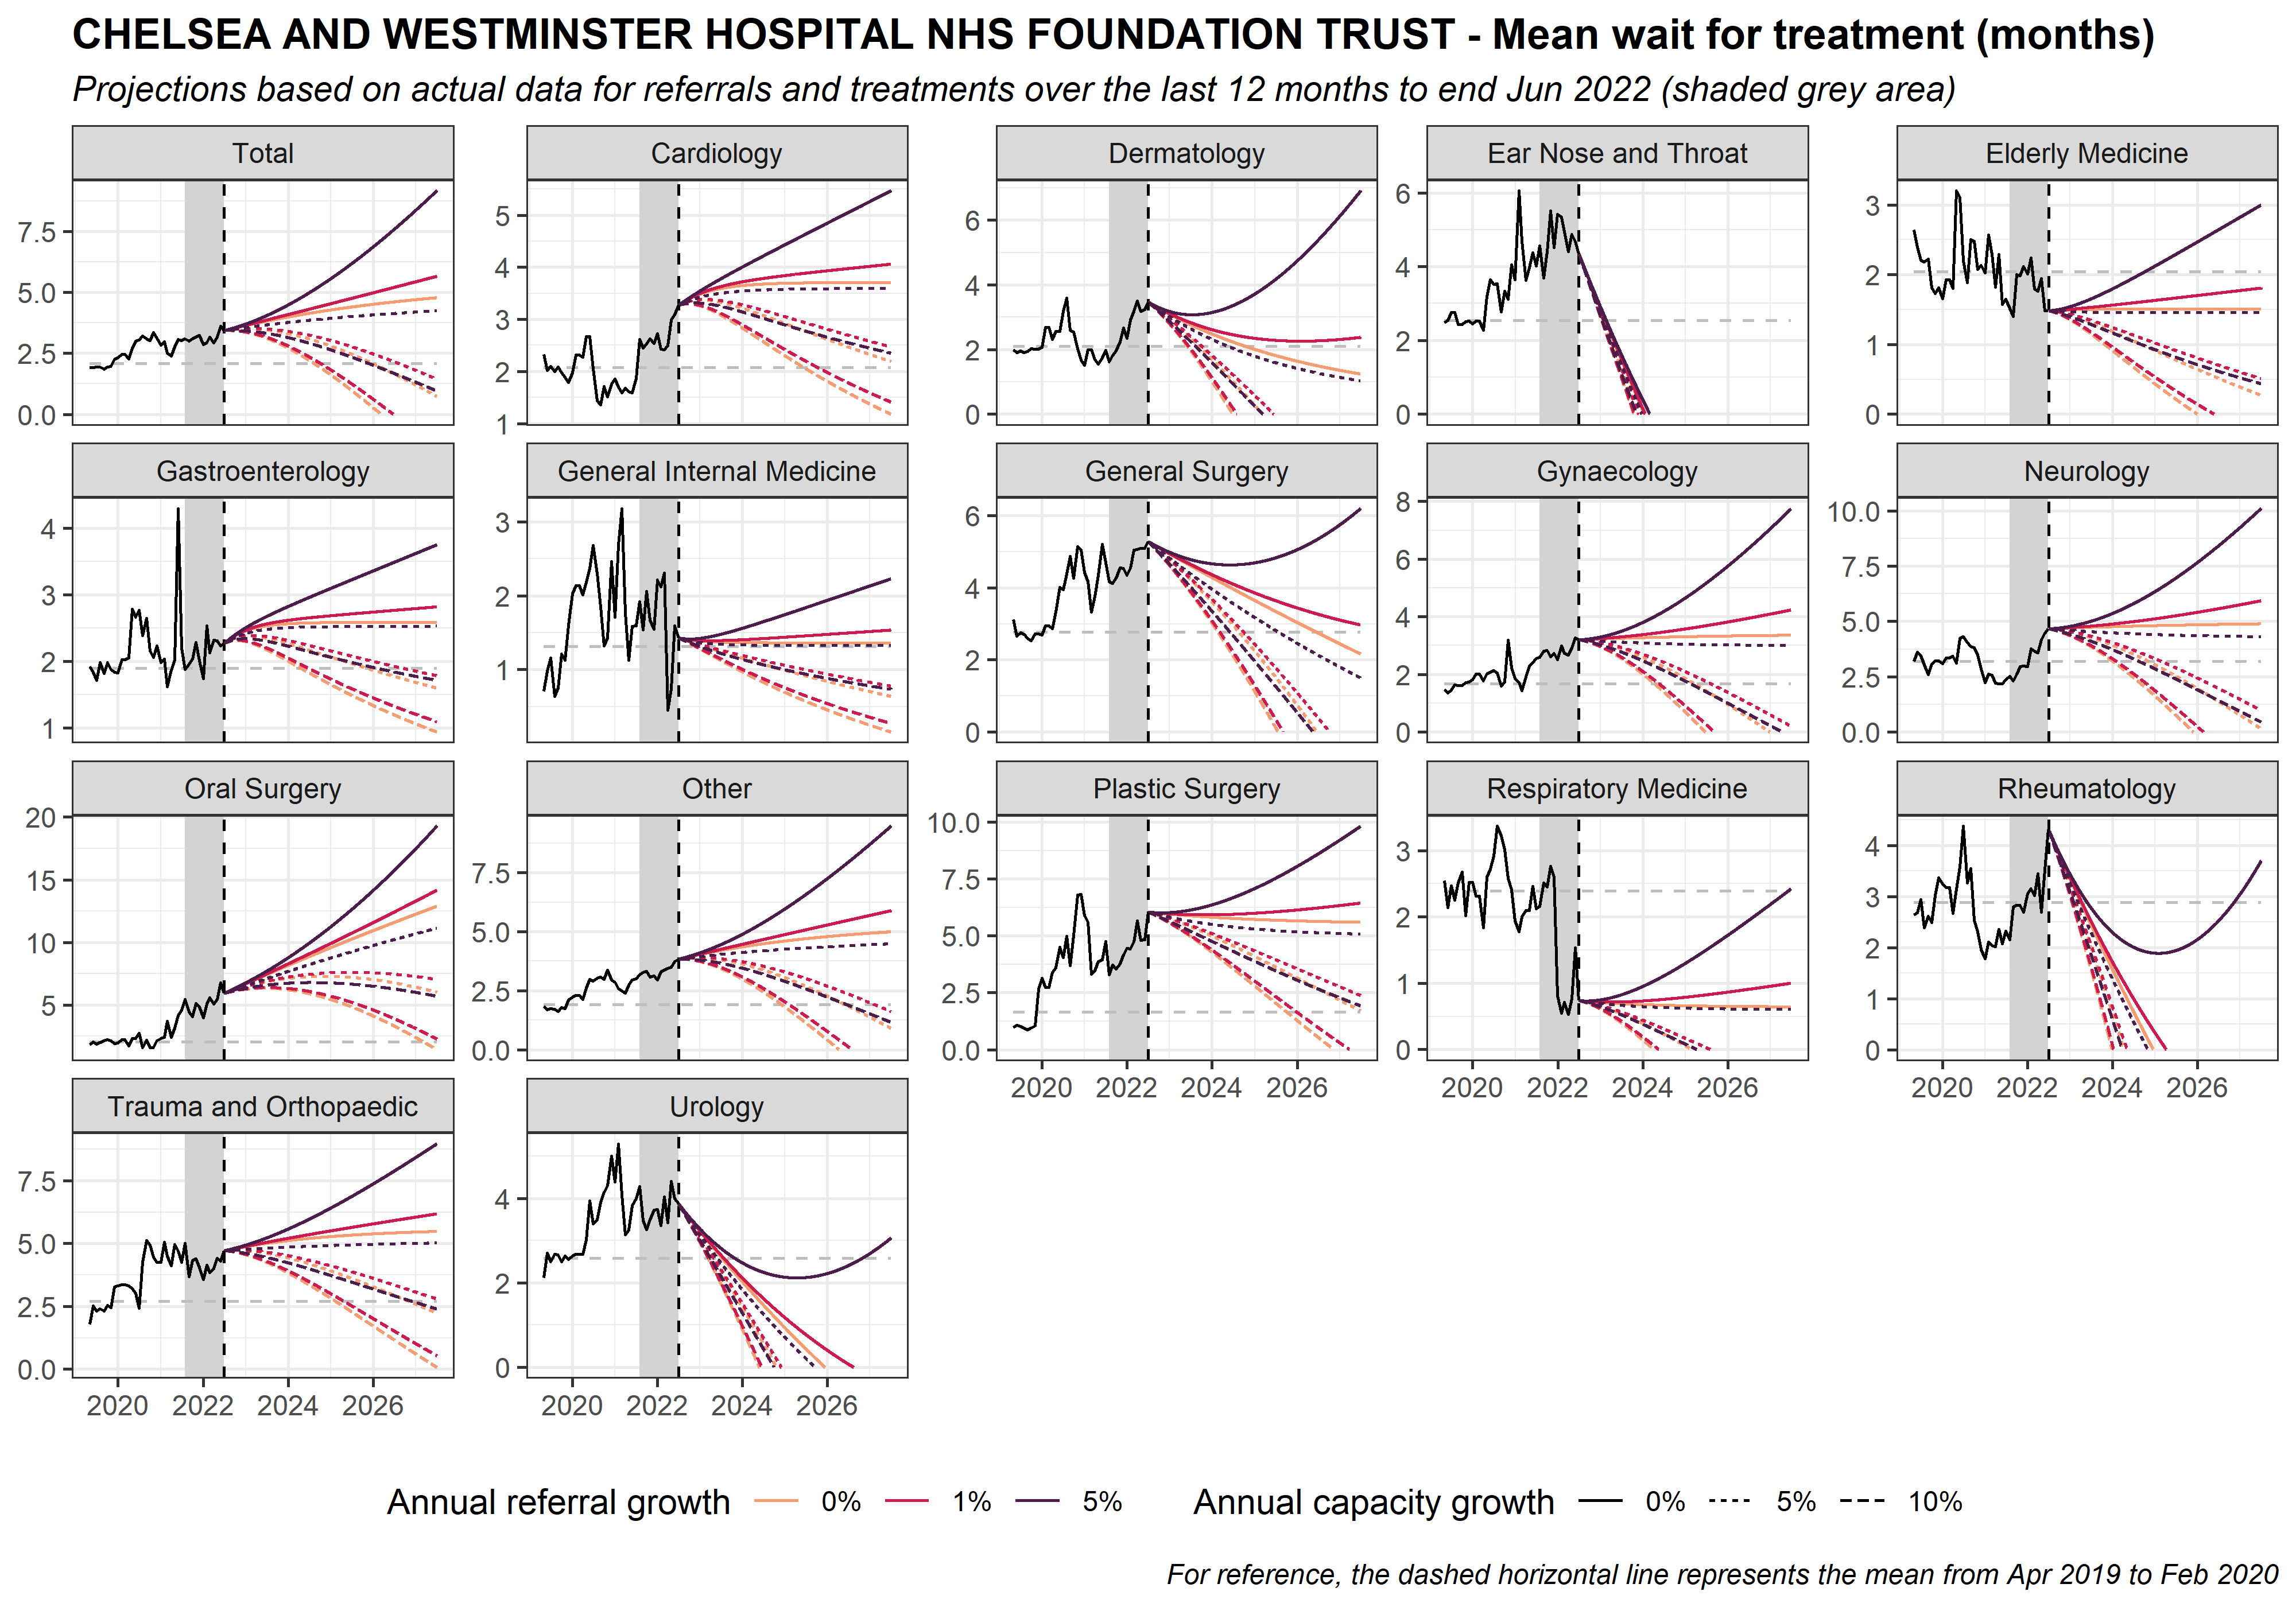 CHELSEA AND WESTMINSTER HOSPITAL NHS FOUNDATION TRUST - Mean wait for treatment (months)
Projections based on actual data for referrals and treatments over the last 12 months to end Jun 2022 (shaded grey area)
Total
7.5
5.0
2.5
0.0
Cardiology
5
4
3
2
1
Dermatology
6
4
2
0
Ear Nose and Throat
6
4
2
0
Elderly Medicine
3
2
1
0
Gastroenterology
4
3
2
1
General Internal Medicine
3
2
1
General Surgery
6
4
2
0
Gynaecology
8
6
4
2
0
Neurology
10.0
7.5
5.0
2.5
0.0
Oral Surgery
20
15
10
5
Other
7.5
5.0
2.5
0.0
Plastic Surgery
10.0
7.5
5.0
2.5
0.0
2020 2022 2024 2026
Respiratory Medicine
3
2
1
0
2020 2022 2024 2026
Rheumatology
4
3
2
1
0
2020 2022 2024 2026
Trauma and Orthopaedic
7.5
5.0
2.5
0.0
2020 2022 2024 2026
Urology
4
2
0
2020 2022 2024 2026
Annual referral growth 0% 1% 5% Annual capacity growth 0% 5% 10%
For reference, the dashed horizontal line represents the mean from Apr 2019 to Feb 2020